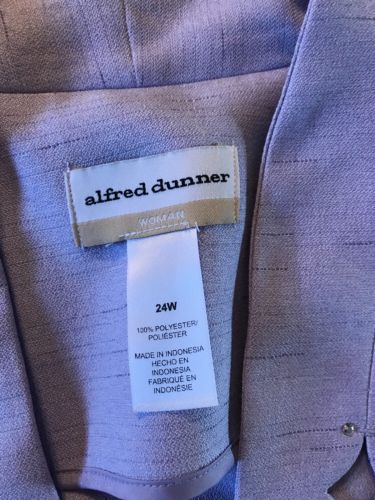 alfred dunner
WOMAN
24W
100% POLYESTER/
POLIÉSTER
MADE IN INDONESIA
HECHO EN
INDONESIA
FABRIQUÉ EN
INDONÉSIE